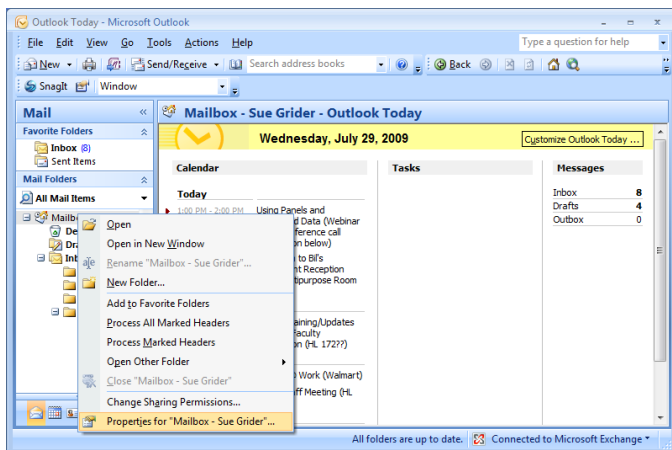 Outlook Today - Microsoft Outlook
File Edit View Go Tools Actions Help Type a question for help
New Send/Receive Search address books Back
SnagIt Window
Mail « Mailbox - Sue Grider - Outlook Today
Favorite Folders
Wednesday, July 29, 2009 Customize Outlook Today ...
Inbox (8)
Sent Items
Mail Folders
Calendar Tasks Messages
All Mail Items
Today
Inbox 8
Drafts 4
Outbox 0
1:00 PM - 2:00 PM Using Panels and
d Data (Webinar
ference call
n below)
to Bil's
nt Reception
tipurpose Room
aining/Updates
aculty
n (HL 172??)
Work (Walmart)
ff Meeting (HL
Mailb
De
Dra
Int
Open
Open in New Window
Rename "Mailbox - Sue Grider"...
New Folder...
Add to Favorite Folders
Process All Marked Headers
Process Marked Headers
Open Other Folder
Close "Mailbox - Sue Grider"
Change Sharing Permissions...
Properties for "Mailbox - Sue Grider"...
All folders are up to date. Connected to Microsoft Exchange